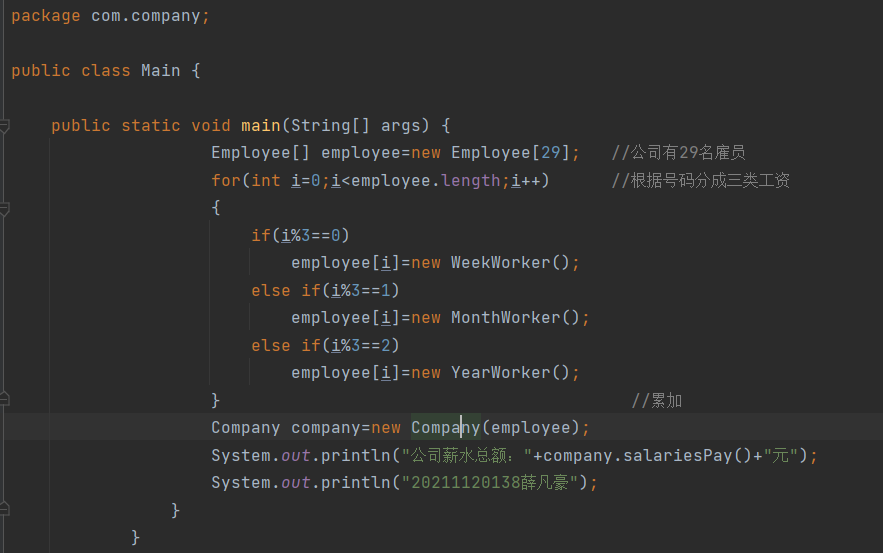 package com.company;
public class Main {
public static void main(String[] args) {
Employee[] employee=new Employee[29]; //公司有29名雇员
for(int i=0;i<employee.length;i++) //根据号码分成三类工资
{
if(i%3==0)
employee[i]=new WeekWorker();
else if(i%3==1)
employee[i]=new MonthWorker();
else if(i%3==2)
employee[i]=new YearWorker();
} //累加
Company company=new Company(employee);
System.out.println("公司薪水总额："+company.salariesPay()+"元");
System.out.println("20211120138薛凡豪");
}
}